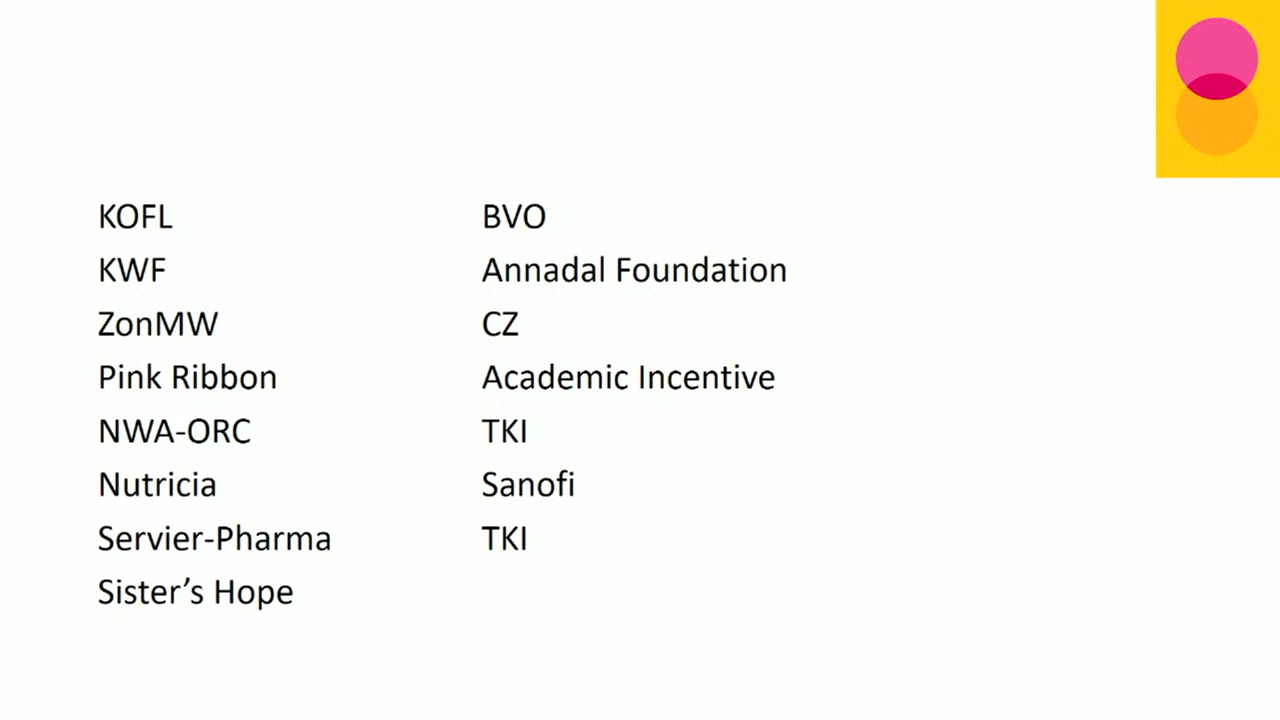 KOFL
KWF
ZonMW
Pink Ribbon
NWA-ORC
Nutricia
Servier-Pharma
Sister’s Hope
BVO
Annadal Foundation
CZ
Academic Incentive
TKI
Sanofi
TKI